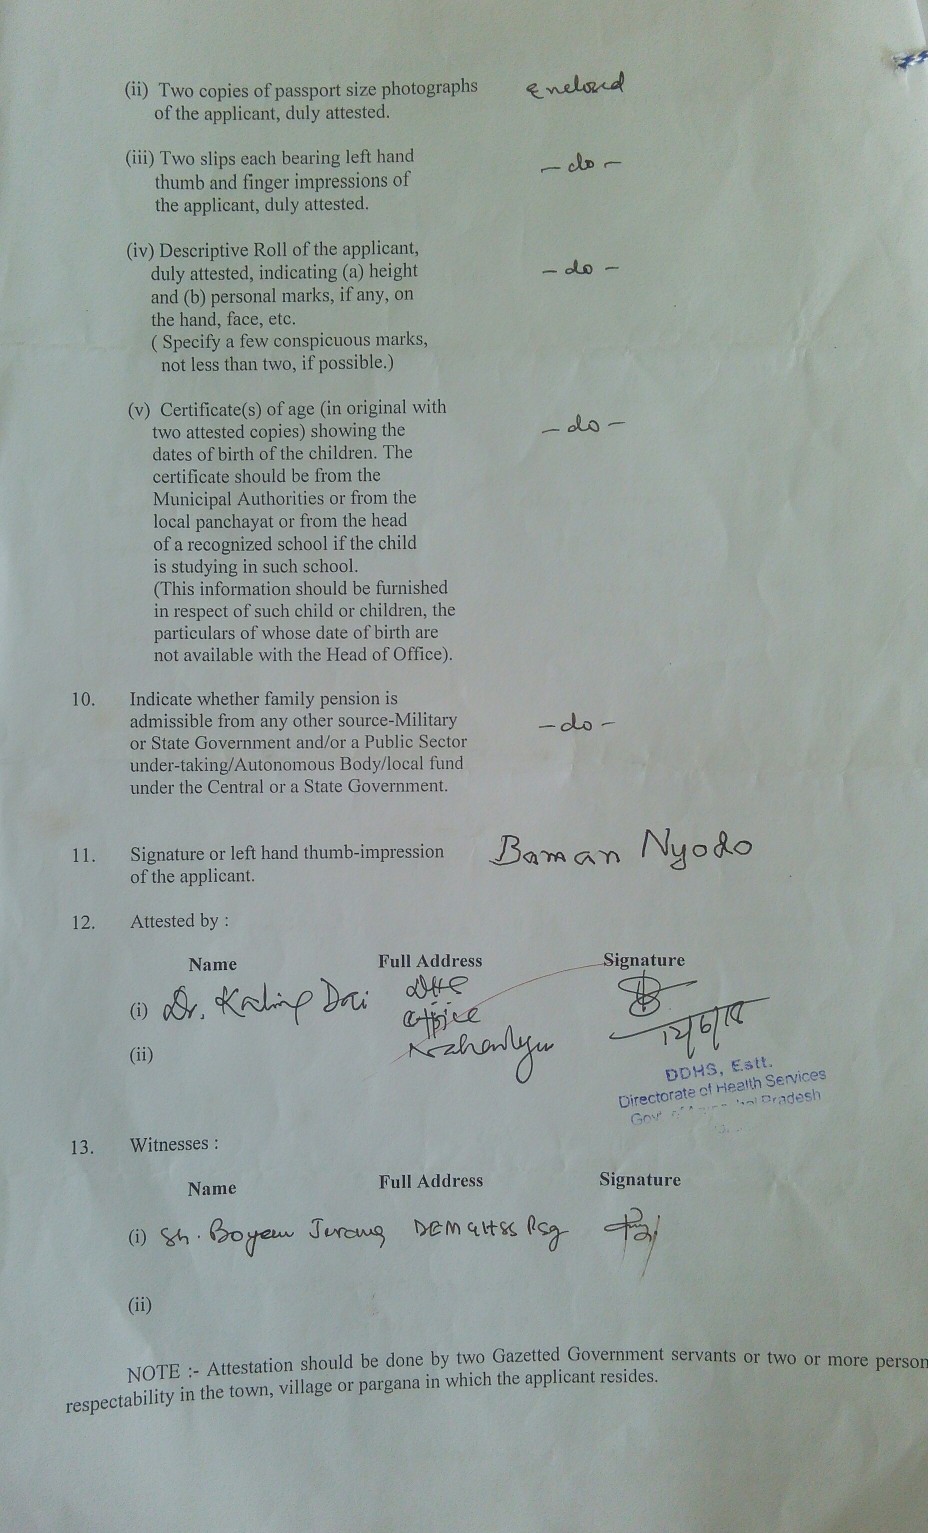 (ii) Two copies of passport size photographs Enclosed
of the applicant, duly attested.
(iii) Two slips each bearing left hand - do -
thumb and finger impressions of
the applicant, duly attested.
(iv) Descriptive Roll of the applicant,
duly attested, indicating (a) height - do -
and (b) personal marks, if any, on
the hand, face, etc.
( Specify a few conspicuous marks,
not less than two, if possible.)
(v) Certificate(s) of age (in original with
two attested copies) showing the - do -
dates of birth of the children. The
certificate should be from the
Municipal Authorities or from the
local panchayat or from the head
of a recognized school if the child
is studying in such school.
(This information should be furnished
in respect of such child or children, the
particulars of whose date of birth are
not available with the Head of Office).
10. Indicate whether family pension is
admissible from any other source-Military - do -
or State Government and/or a Public Sector
under-taking/Autonomous Body/local fund
under the Central or a State Government.
11. Signature or left hand thumb-impression Baman Nyodo
of the applicant.
12. Attested by :
Name Full Address Signature
(i) Dr. Kaling Dai DHS
Office
(ii) 12/6/18
DDHS, Estt.
Directorate of Health Services
Gov Pradesh
13. Witnesses :
Name Full Address Signature
(i) Sh. Boyem
(ii)
NOTE :- Attestation should be done by two Gazetted Government servants or two or more person
respectability in the town, village or pargana in which the applicant resides.